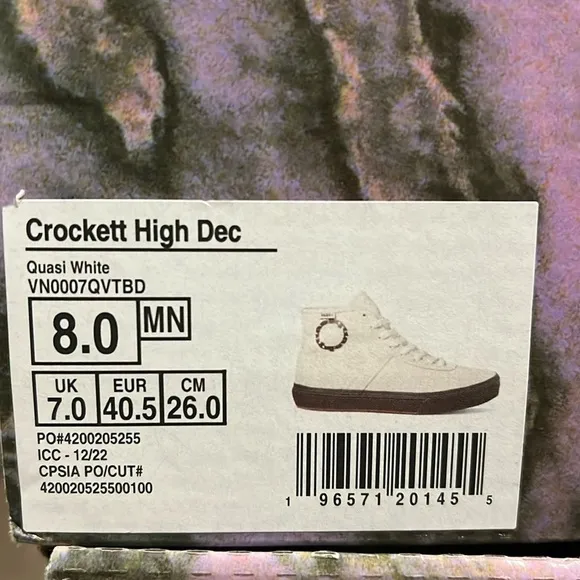 Crockett High Dec
Quasi White
VN0007QVTBD
8.0 MN
UK EUR CM
7.0 40.5 26.0
PO#4200205255
ICC - 12/22
CPSIA PO/CUT#
420020525500100
1 96571 20145 5